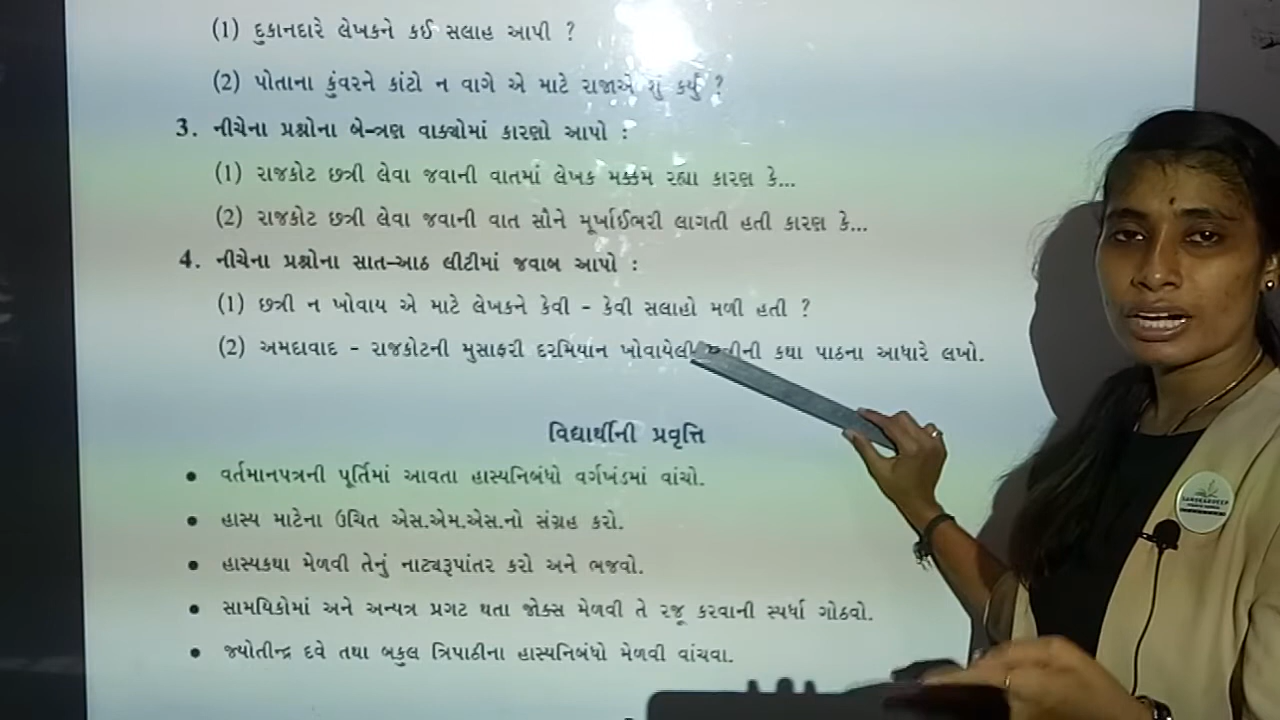 (1) દુકાનદારે લેખકને કઈ સલાહ આપી ?
(2) પોતાના કુંવરને કાંટો ન વાગે એ માટે રાજાએ શું કર્યું ?
3. નીચેના પ્રશ્નોના બે-ત્રણ વાક્યોમાં કારણો આપો :
(1) રાજકોટ છત્રી લેવા જવાની વાતમાં લેખક મક્કમ રહ્યા કારણ કે...
(2) રાજકોટ છત્રી લેવા જવાની વાત સૌને મૂર્ખાઈભરી લાગતી હતી કારણ કે...
4. નીચેના પ્રશ્નોના સાત-આઠ લીટીમાં જવાબ આપો :
(1) છત્રી ન ખોવાય એ માટે લેખકને કેવી - કેવી સલાહો મળી હતી ?
(2) અમદાવાદ - રાજકોટની મુસાફરી દરમિયાન ખોવાયેલી કથા પાઠના આધારે લખો.
વિદ્યાર્થીની પ્રવૃત્તિ
• વર્તમાનપત્રની પૂર્તિમાં આવતા હાસ્યનિબંધો વર્ગખંડમાં વાંચો.
• હાસ્ય માટેના ઉચિત એસ.એમ.એસ.નો સંગ્રહ કરો.
• હાસ્યકથા મેળવી તેનું નાટ્યરૂપાંતર કરો અને ભજવો.
• સામયિકોમાં અને અન્યત્ર પ્રગટ થતા જોક્સ મેળવી તે રજૂ કરવાની સ્પર્ધા ગોઠવો.
• જ્યોતીન્દ્ર દવે તથા બકુલ ત્રિપાઠીના હાસ્યનિબંધો મેળવી વાંચવા.